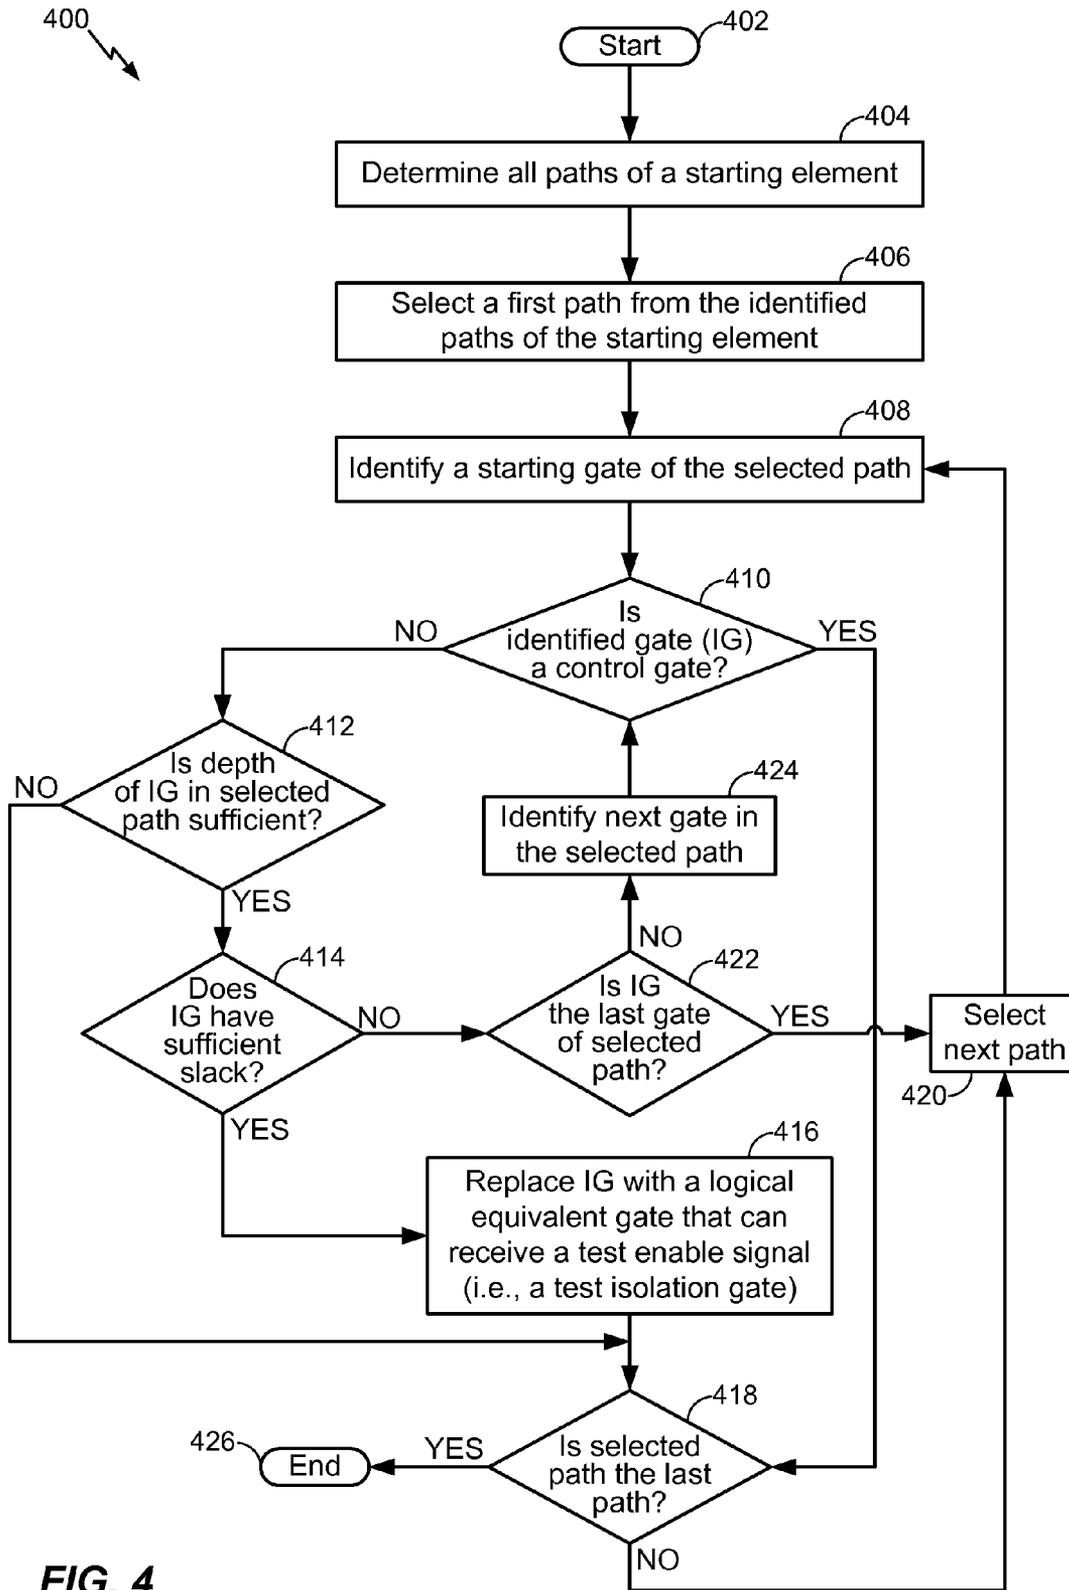 400
Start
402
404
Determine all paths of a starting element
406
Select a first path from the identified
paths of the starting element
408
Identify a starting gate of the selected path
410
Is
identified gate (IG)
a control gate?
NO
YES
412
Is depth
of IG in selected
path sufficient?
NO
YES
424
Identify next gate in
the selected path
NO
414
Does
IG have
sufficient
slack?
NO
YES
422
Is IG
the last gate
of selected
path?
YES
Select
next path
420
416
Replace IG with a logical
equivalent gate that can
receive a test enable signal
(i.e., a test isolation gate)
418
Is selected
path the last
path?
YES
426
End
NO
FIG. 4